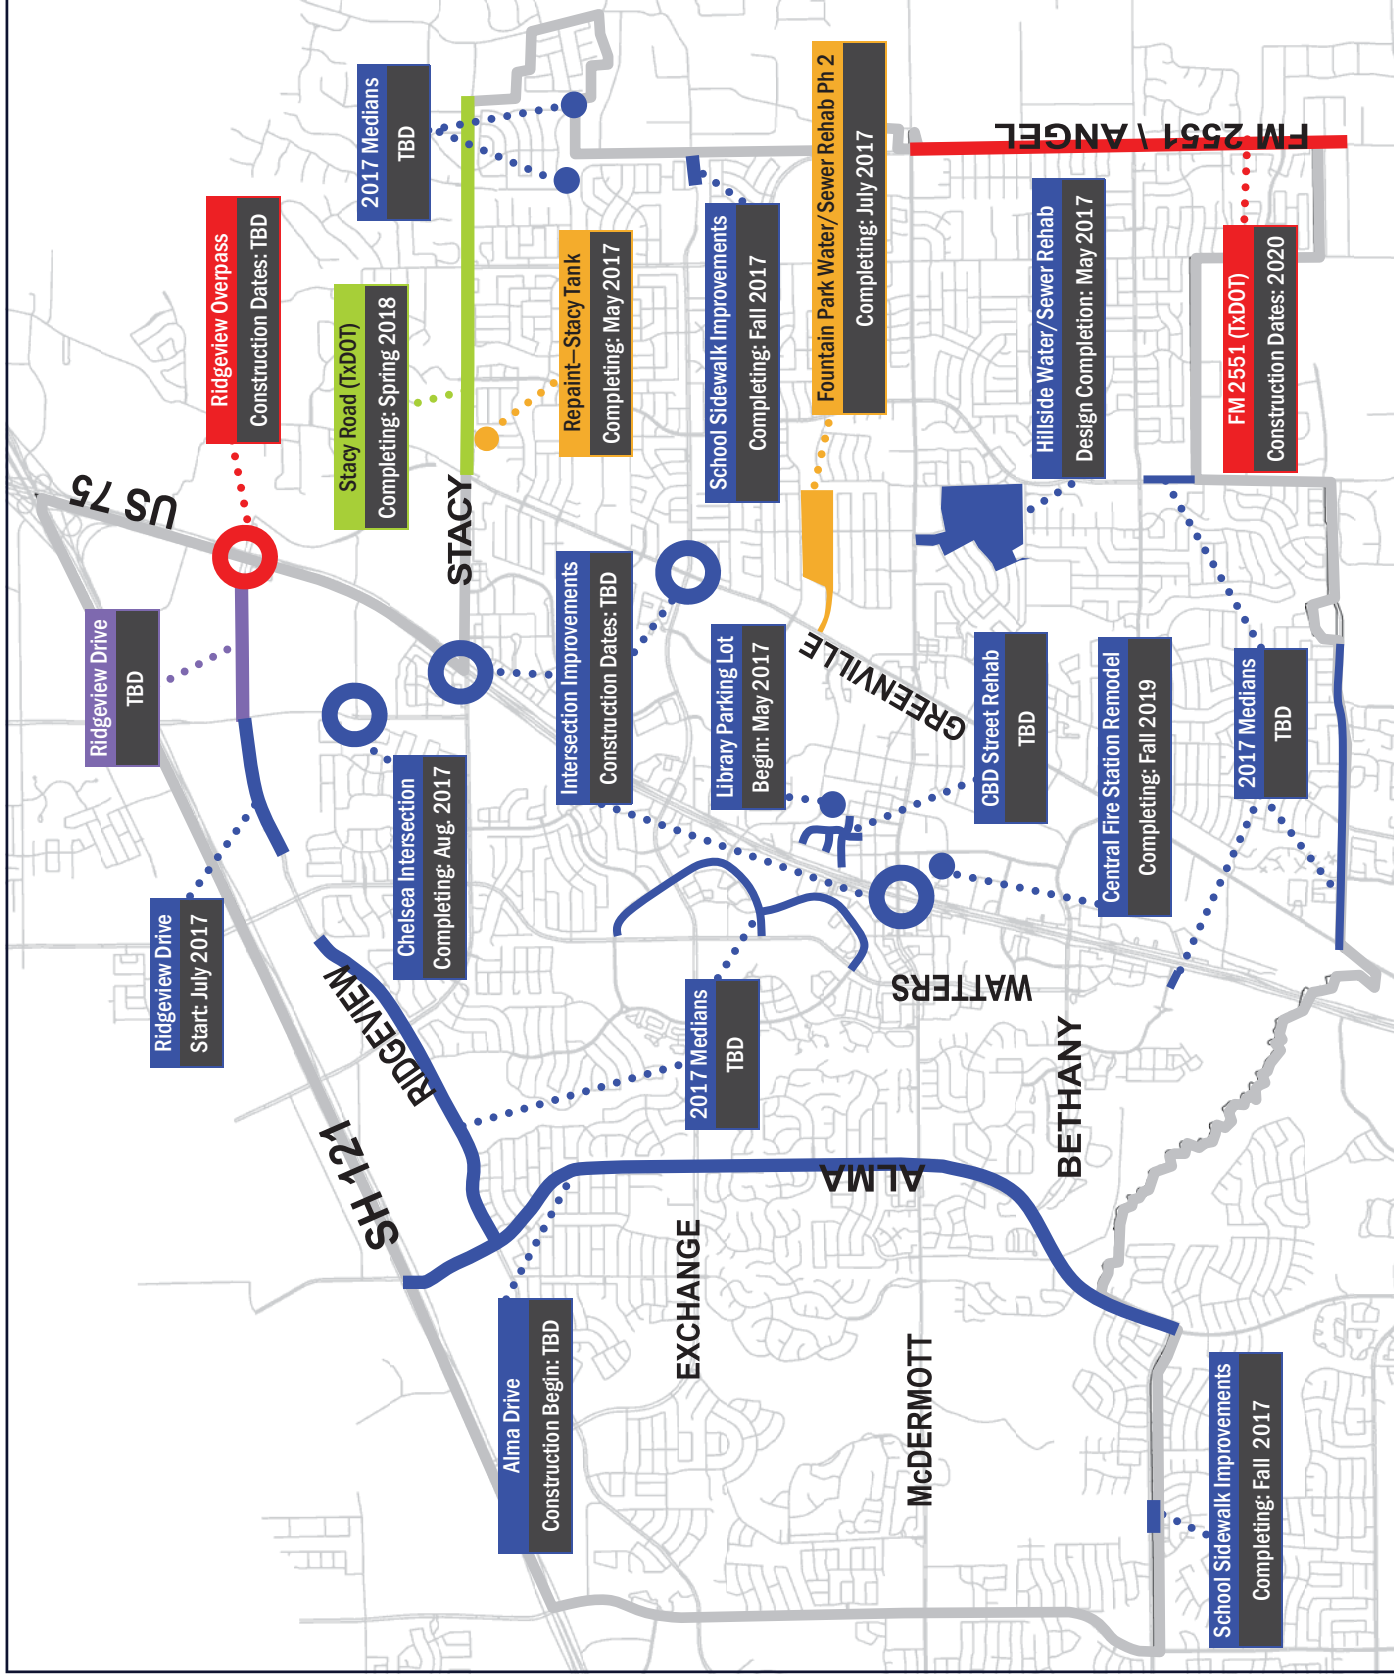 Ridgeview Drive
TBD
Ridgeview Drive
Start: July 2017
Ridgeview Overpass
Construction Dates: TBD
US 75
SH 121
RIDGEVIEW
Stacy Road (TxDOT)
Completing: Spring 2018
2017 Medians
TBD
Chelsea Intersection
Completing: Aug. 2017
STACY
Alma Drive
Construction Begin: TBD
Intersection Improvements
Construction Dates: TBD
Repaint—Stacy Tank
Completing: May 2017
EXCHANGE
2017 Medians
TBD
Library Parking Lot
Begin: May 2017
School Sidewalk Improvements
Completing: Fall 2017
Fountain Park Water/Sewer Rehab Ph 2
Completing: July 2017
GREENVILLE
ALMA
McDERMOTT
WATTERS
CBD Street Rehab
TBD
FM 2551 \ ANGEL
Hillside Water/Sewer Rehab
Design Completion: May 2017
BETHANY
Central Fire Station Remodel
Completing: Fall 2019
School Sidewalk Improvements
Completing: Fall 2017
2017 Medians
TBD
FM 2551 (TxDOT)
Construction Dates: 2020